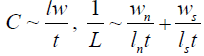 C ~ lw/t, 1/L ~ w_n/(l_n t) + w_s/(l_s t)